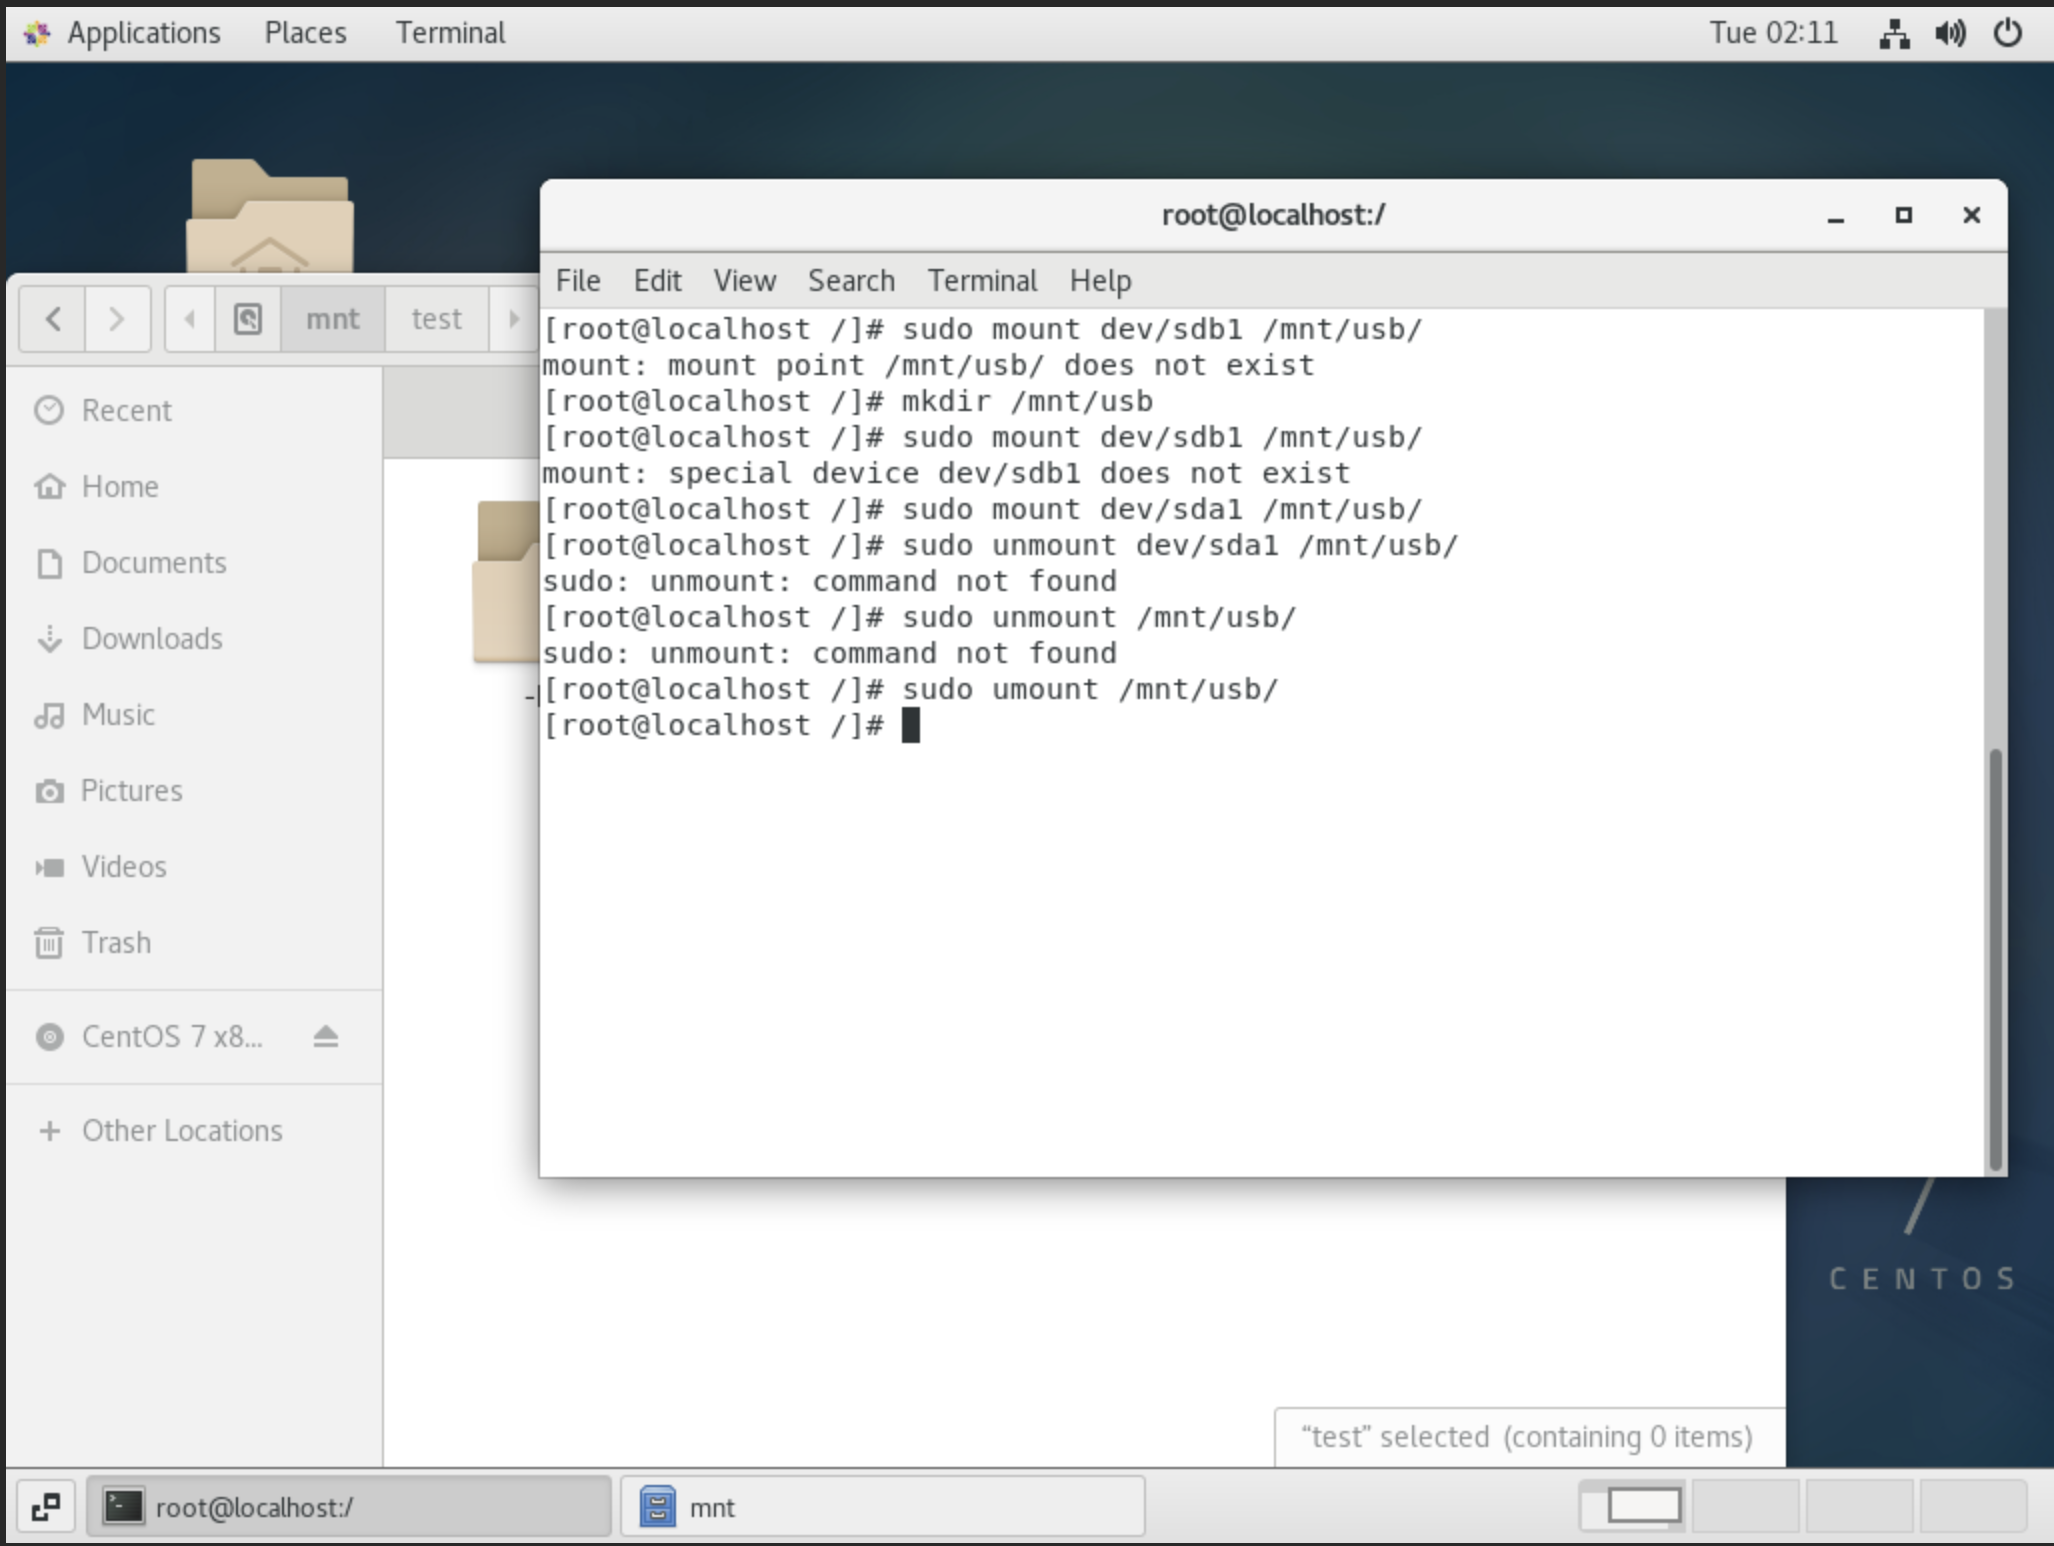 Applications Places Terminal Tue 02:11
root@localhost:/
File Edit View Search Terminal Help
mnt test
[root@localhost /]# sudo mount dev/sdb1 /mnt/usb/
mount: mount point /mnt/usb/ does not exist
[root@localhost /]# mkdir /mnt/usb
[root@localhost /]# sudo mount dev/sdb1 /mnt/usb/
mount: special device dev/sdb1 does not exist
[root@localhost /]# sudo mount dev/sda1 /mnt/usb/
[root@localhost /]# sudo unmount dev/sda1 /mnt/usb/
sudo: unmount: command not found
[root@localhost /]# sudo unmount /mnt/usb/
sudo: unmount: command not found
[root@localhost /]# sudo umount /mnt/usb/
[root@localhost /]#
Recent
Home
Documents
Downloads
Music
Pictures
Videos
Trash
CentOS 7 x8...
Other Locations
CENTOS
“test” selected (containing 0 items)
root@localhost:/ mnt